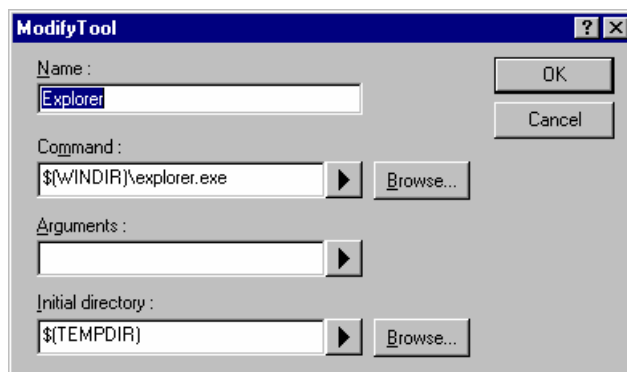 ModifyTool
Name :
OK
Explorer
Cancel
Command :
$(WINDIR)\explorer.exe
Browse...
Arguments :
Initial directory :
$(TEMPDIR)
Browse...